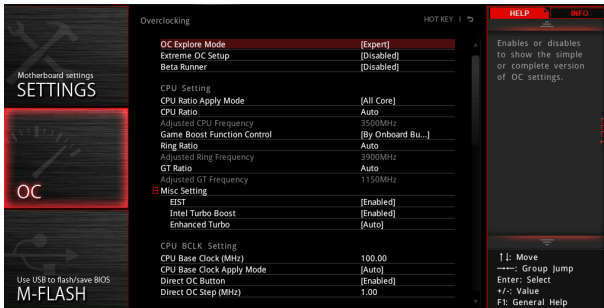 Overclocking
HOT KEY
HELP
INFO
OC Explore Mode [Expert]
Extreme OC Setup [Disabled]
Beta Runner [Disabled]
CPU Setting
CPU Ratio Apply Mode [All Core]
CPU Ratio Auto
Adjusted CPU Frequency 3500MHz
Game Boost Function Control [By Onboard Bu...]
Ring Ratio Auto
Adjusted Ring Frequency 3900MHz
GT Ratio Auto
Adjusted GT Frequency 1150MHz
Misc Setting
EIST [Enabled]
Intel Turbo Boost [Enabled]
Enhanced Turbo [Auto]
CPU BCLK Setting
CPU Base Clock (MHz) 100.00
CPU Base Clock Apply Mode [Auto]
Direct OC Button [Enabled]
Direct OC Step (MHz) 1.00
Motherboard settings
SETTINGS
OC
Use USB to flash/save BIOS
M-FLASH
Enables or disables
to show the simple
or complete version
of OC settings.
↑↓: Move
→←: Group Jump
Enter: Select
+/-: Value
F1: General Help